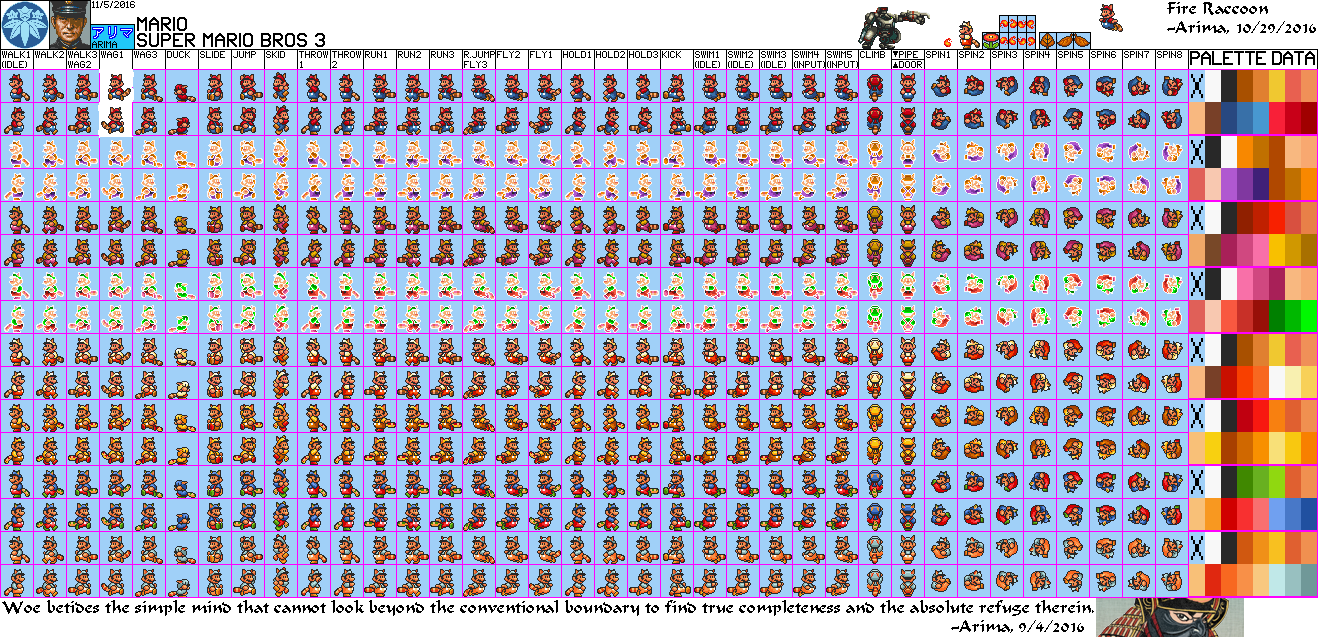 11/5/2016
アリマ
ARIMA
MARIO
SUPER MARIO BROS 3
Fire Raccoon
-Arima, 10/29/2016
WALK1 (IDLE) WALK2 WALK3 WAG2 WAG1 WAG3 DUCK SLIDE JUMP SKID THROW 1 THROW 2 RUN1 RUN2 RUN3 R.JUMP FLY3 FLY2 FLY1 HOLD1 HOLD2 HOLD3 KICK SWIM1 (IDLE) SWIM2 (IDLE) SWIM3 (IDLE) SWIM4 (INPUT) SWIM5 (INPUT) CLIMB ▼PIPE ▲DOOR SPIN1 SPIN2 SPIN3 SPIN4 SPIN5 SPIN6 SPIN7 SPIN8 PALETTE DATA
X
X
X
X
X
X
X
X
Woe betides the simple mind that cannot look beyond the conventional boundary to find true completeness and the absolute refuge therein.
-Arima, 9/4/2016